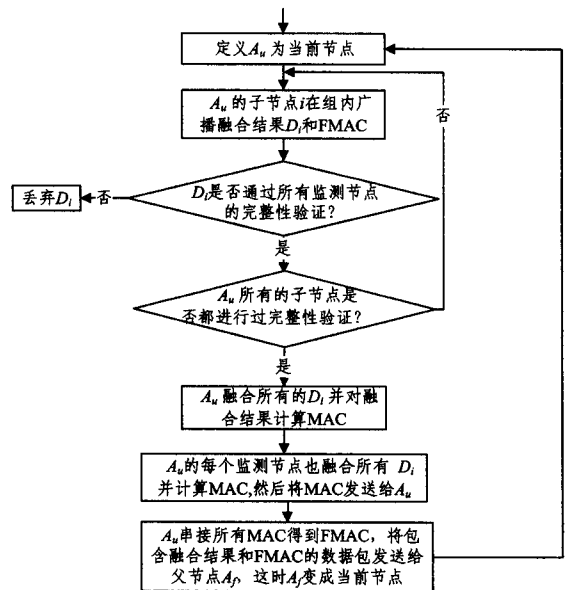 定义Au为当前节点
Au的子节点i在组内广
播融合结果Di和FMAC
否
Di是否通过所有监测节点
的完整性验证?
否
丢弃Di
是
Au所有的子节点是
否都进行过完整性验证?
是
Au融合所有的Di并对融
合结果计算MAC
Au的每个监测节点也融合所有 Di
并计算MAC,然后将MAC发送给Au
Au串接所有MAC得到FMAC，将包
含融合结果和FMAC的数据包发送给
父节点Af，这时Af变成当前节点